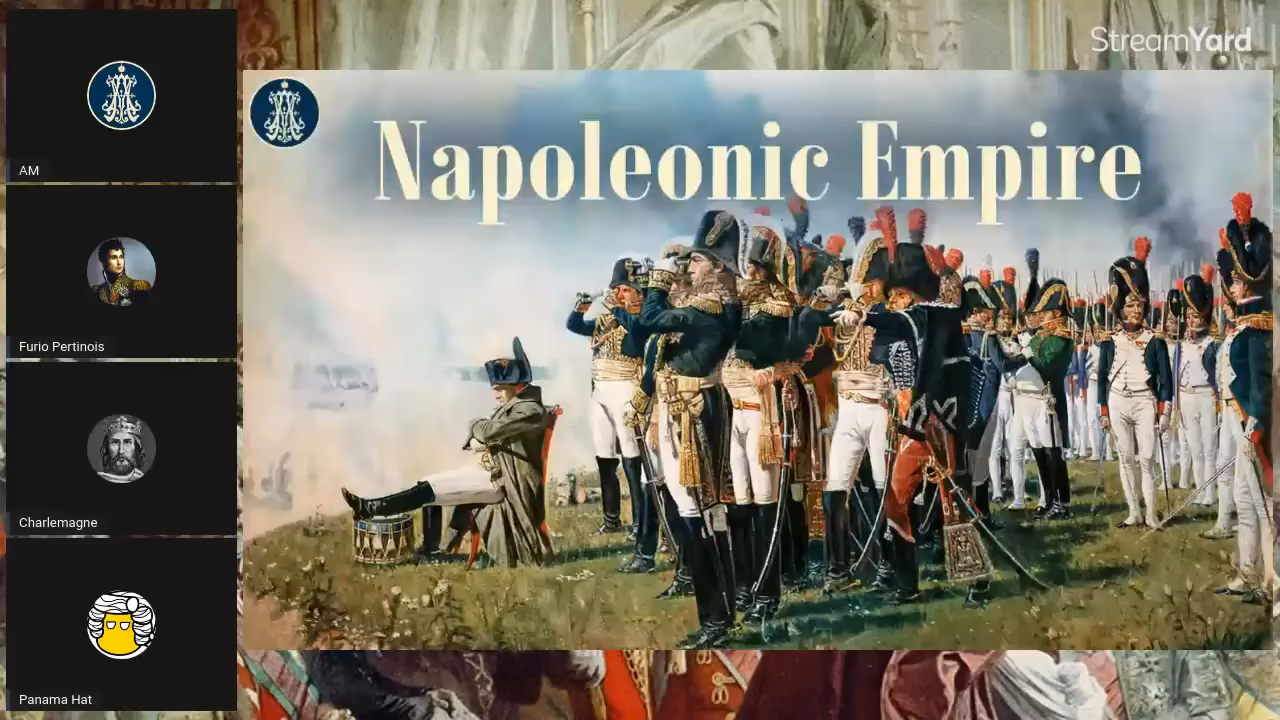 StreamYard
Napoleonic Empire
AM
Furio Pertinois
Charlemagne
Panama Hat